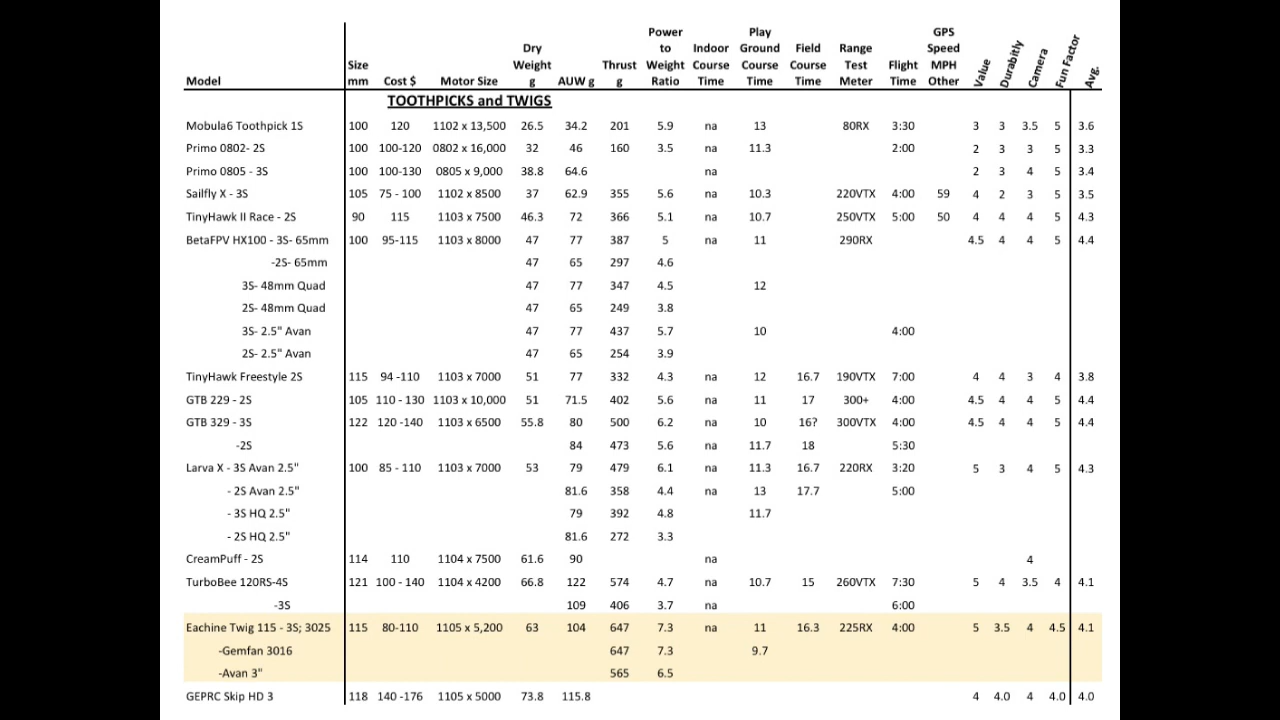 Model Size mm Cost $ Motor Size Dry Weight g AUW g Thrust g Power to Weight Ratio Indoor Course Time Play Ground Course Time Field Course Time Range Test Meter Flight Time GPS Speed MPH Other Value Durabitly Camera Fun Factor Avg.
TOOTHPICKS and TWIGS
Mobula6 Toothpick 1S 100 120 1102 x 13,500 26.5 34.2 201 5.9 na 13 80RX 3:30 3 3 3.5 5 3.6
Primo 0802- 2S 100 100-120 0802 x 16,000 32 46 160 3.5 na 11.3 2:00 2 3 3 5 3.3
Primo 0805 - 3S 100 100-130 0805 x 9,000 38.8 64.6 na 2 3 4 5 3.4
Sailfly X - 3S 105 75 - 100 1102 x 8500 37 62.9 355 5.6 na 10.3 220VTX 4:00 59 4 2 3 5 3.5
TinyHawk II Race - 2S 90 115 1103 x 7500 46.3 72 366 5.1 na 10.7 250VTX 5:00 50 4 4 4 5 4.3
BetaFPV HX100 - 3S- 65mm 100 95-115 1103 x 8000 47 77 387 5 na 11 290RX 4.5 4 4 5 4.4
-2S- 65mm 47 65 297 4.6
3S- 48mm Quad 47 77 347 4.5 12
2S- 48mm Quad 47 65 249 3.8
3S- 2.5" Avan 47 77 437 5.7 10 4:00
2S- 2.5" Avan 47 65 254 3.9
TinyHawk Freestyle 2S 115 94 -110 1103 x 7000 51 77 332 4.3 na 12 16.7 190VTX 7:00 4 4 3 4 3.8
GTB 229 - 2S 105 110 - 130 1103 x 10,000 51 71.5 402 5.6 na 11 17 300+ 4:00 4.5 4 4 5 4.4
GTB 329 - 3S 122 120 -140 1103 x 6500 55.8 80 500 6.2 na 10 16? 300VTX 4:00 4.5 4 4 5 4.4
-2S 84 473 5.6 na 11.7 18 5:30
Larva X - 3S Avan 2.5" 100 85 - 110 1103 x 7000 53 79 479 6.1 na 11.3 16.7 220RX 3:20 5 3 4 5 4.3
- 2S Avan 2.5" 81.6 358 4.4 na 13 17.7 5:00
- 3S HQ 2.5" 79 392 4.8 11.7
- 2S HQ 2.5" 81.6 272 3.3
CreamPuff - 2S 114 110 1104 x 7500 61.6 90 na 4
TurboBee 120RS-4S 121 100 - 140 1104 x 4200 66.8 122 574 4.7 na 10.7 15 260VTX 7:30 5 4 3.5 4 4.1
-3S 109 406 3.7 na 6:00
Eachine Twig 115 - 3S; 3025 115 80-110 1105 x 5,200 63 104 647 7.3 na 11 16.3 225RX 4:00 5 3.5 4 4.5 4.1
-Gemfan 3016 647 7.3 9.7
-Avan 3" 565 6.5
GEPRC Skip HD 3 118 140 -176 1105 x 5000 73.8 115.8 4 4.0 4 4.0 4.0